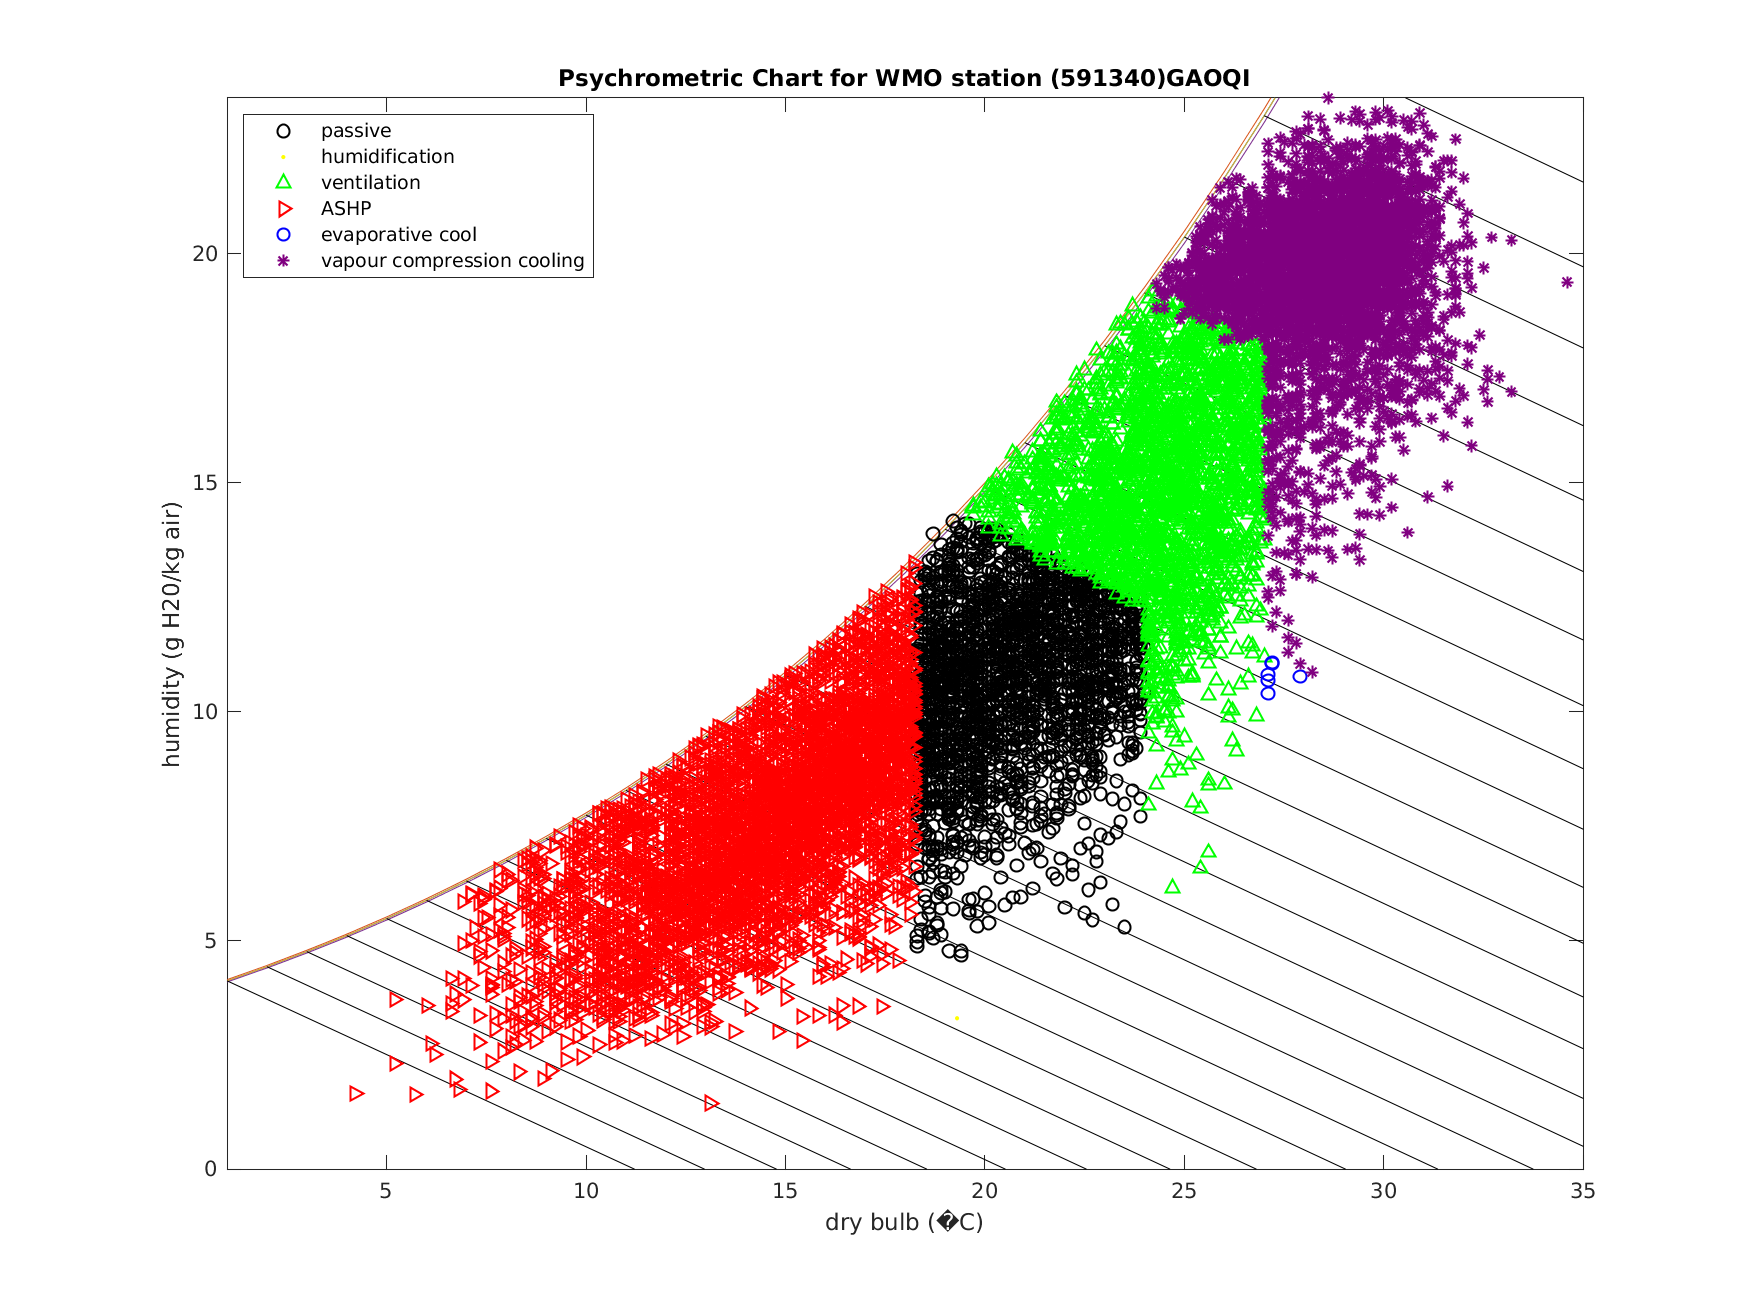 Psychrometric Chart for WMO station (591340)GAOQI
passive
humidification
ventilation
ASHP
evaporative cool
vapour compression cooling
humidity (g H20/kg air)
20
15
10
5
0
5 10 15 20 25 30 35
dry bulb (�C)